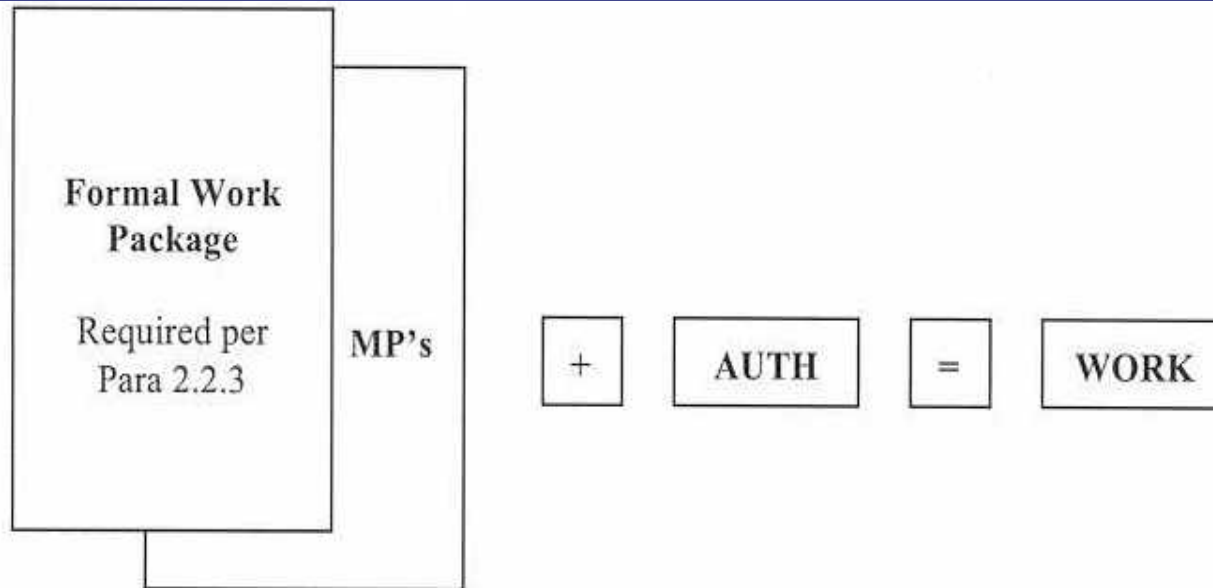 Formal Work
Package
Required per
Para 2.2.3
MP's
+
AUTH
=
WORK